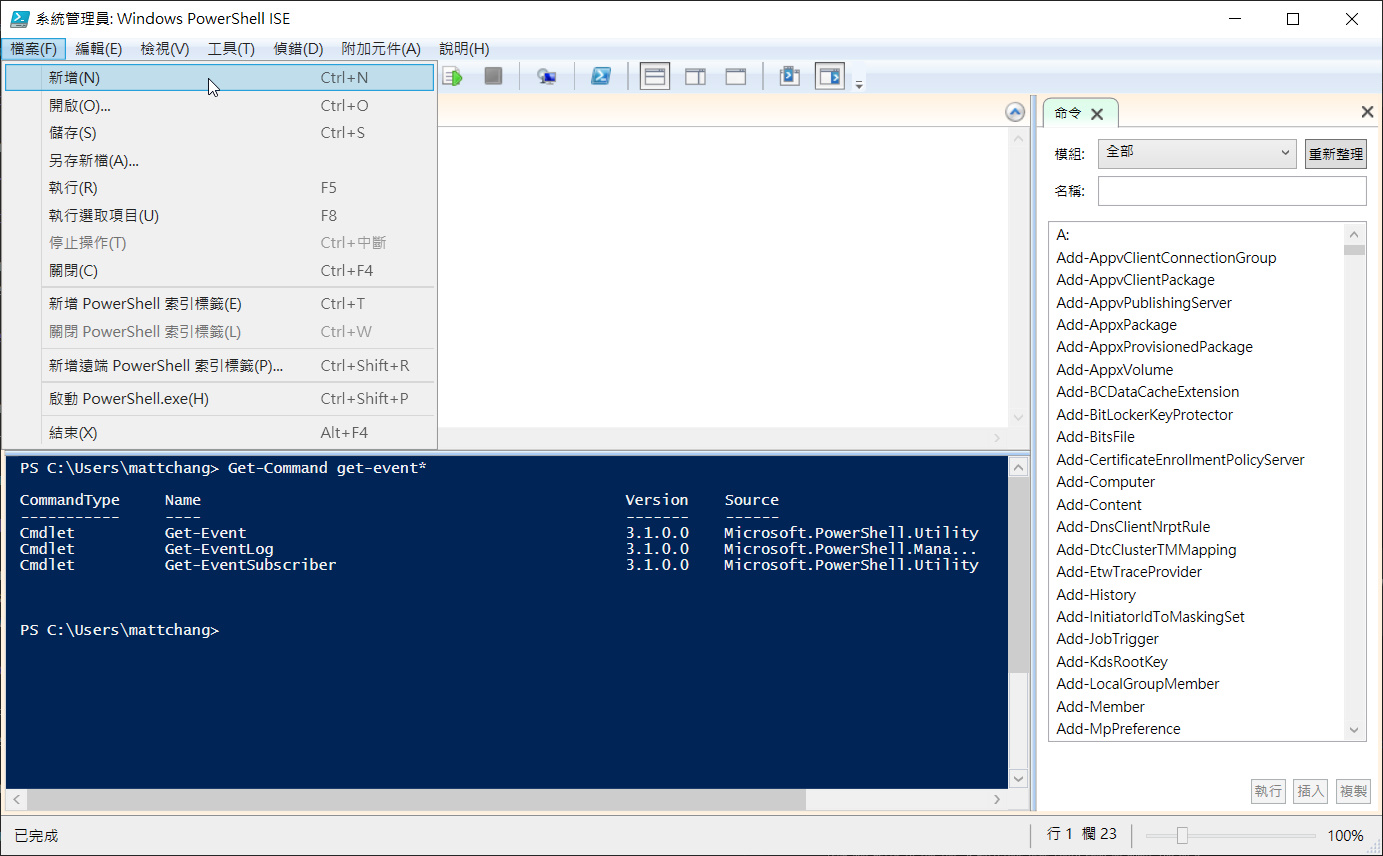 系統管理員: Windows PowerShell ISE
檔案(F) 編輯(E) 檢視(V) 工具(T) 偵錯(D) 附加元件(A) 說明(H)
新增(N) Ctrl+N
開啟(O)... Ctrl+O
儲存(S) Ctrl+S
另存新檔(A)...
執行(R) F5
執行選取項目(U) F8
停止操作(T) Ctrl+中斷
關閉(C) Ctrl+F4
新增 PowerShell 索引標籤(E) Ctrl+T
關閉 PowerShell 索引標籤(L) Ctrl+W
新增遠端 PowerShell 索引標籤(P)... Ctrl+Shift+R
啟動 PowerShell.exe(H) Ctrl+Shift+P
結束(X) Alt+F4
PS C:\Users\mattchang> Get-Command get-event*
CommandType Name Version Source
----------- ---- ------- ------
Cmdlet Get-Event 3.1.0.0 Microsoft.PowerShell.Utility
Cmdlet Get-EventLog 3.1.0.0 Microsoft.PowerShell.Mana...
Cmdlet Get-EventSubscriber 3.1.0.0 Microsoft.PowerShell.Utility
PS C:\Users\mattchang>
命令
模組: 全部 重新整理
名稱:
A:
Add-AppvClientConnectionGroup
Add-AppvClientPackage
Add-AppvPublishingServer
Add-AppxPackage
Add-AppxProvisionedPackage
Add-AppxVolume
Add-BCDataCacheExtension
Add-BitLockerKeyProtector
Add-BitsFile
Add-CertificateEnrollmentPolicyServer
Add-Computer
Add-Content
Add-DnsClientNrptRule
Add-DtcClusterTMMapping
Add-EtwTraceProvider
Add-History
Add-InitiatorIdToMaskingSet
Add-JobTrigger
Add-KdsRootKey
Add-LocalGroupMember
Add-Member
Add-MpPreference
執行 插入 複製
已完成 行 1 欄 23 100%